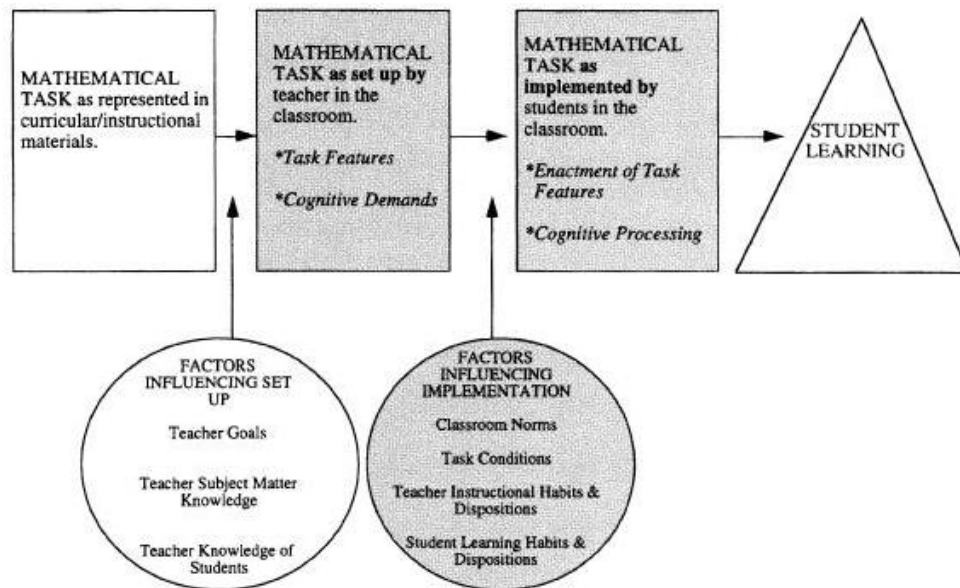 MATHEMATICAL
TASK as represented in
curricular/instructional
materials.
MATHEMATICAL
TASK as set up by
teacher in the
classroom.
*Task Features
*Cognitive Demands
MATHEMATICAL
TASK as
implemented by
students in the
classroom.
*Enactment of Task
Features
*Cognitive Processing
STUDENT
LEARNING
FACTORS
INFLUENCING SET
UP
Teacher Goals
Teacher Subject Matter
Knowledge
Teacher Knowledge of
Students
FACTORS
INFLUENCING
IMPLEMENTATION
Classroom Norms
Task Conditions
Teacher Instructional Habits &
Dispositions
Student Learning Habits &
Dispositions